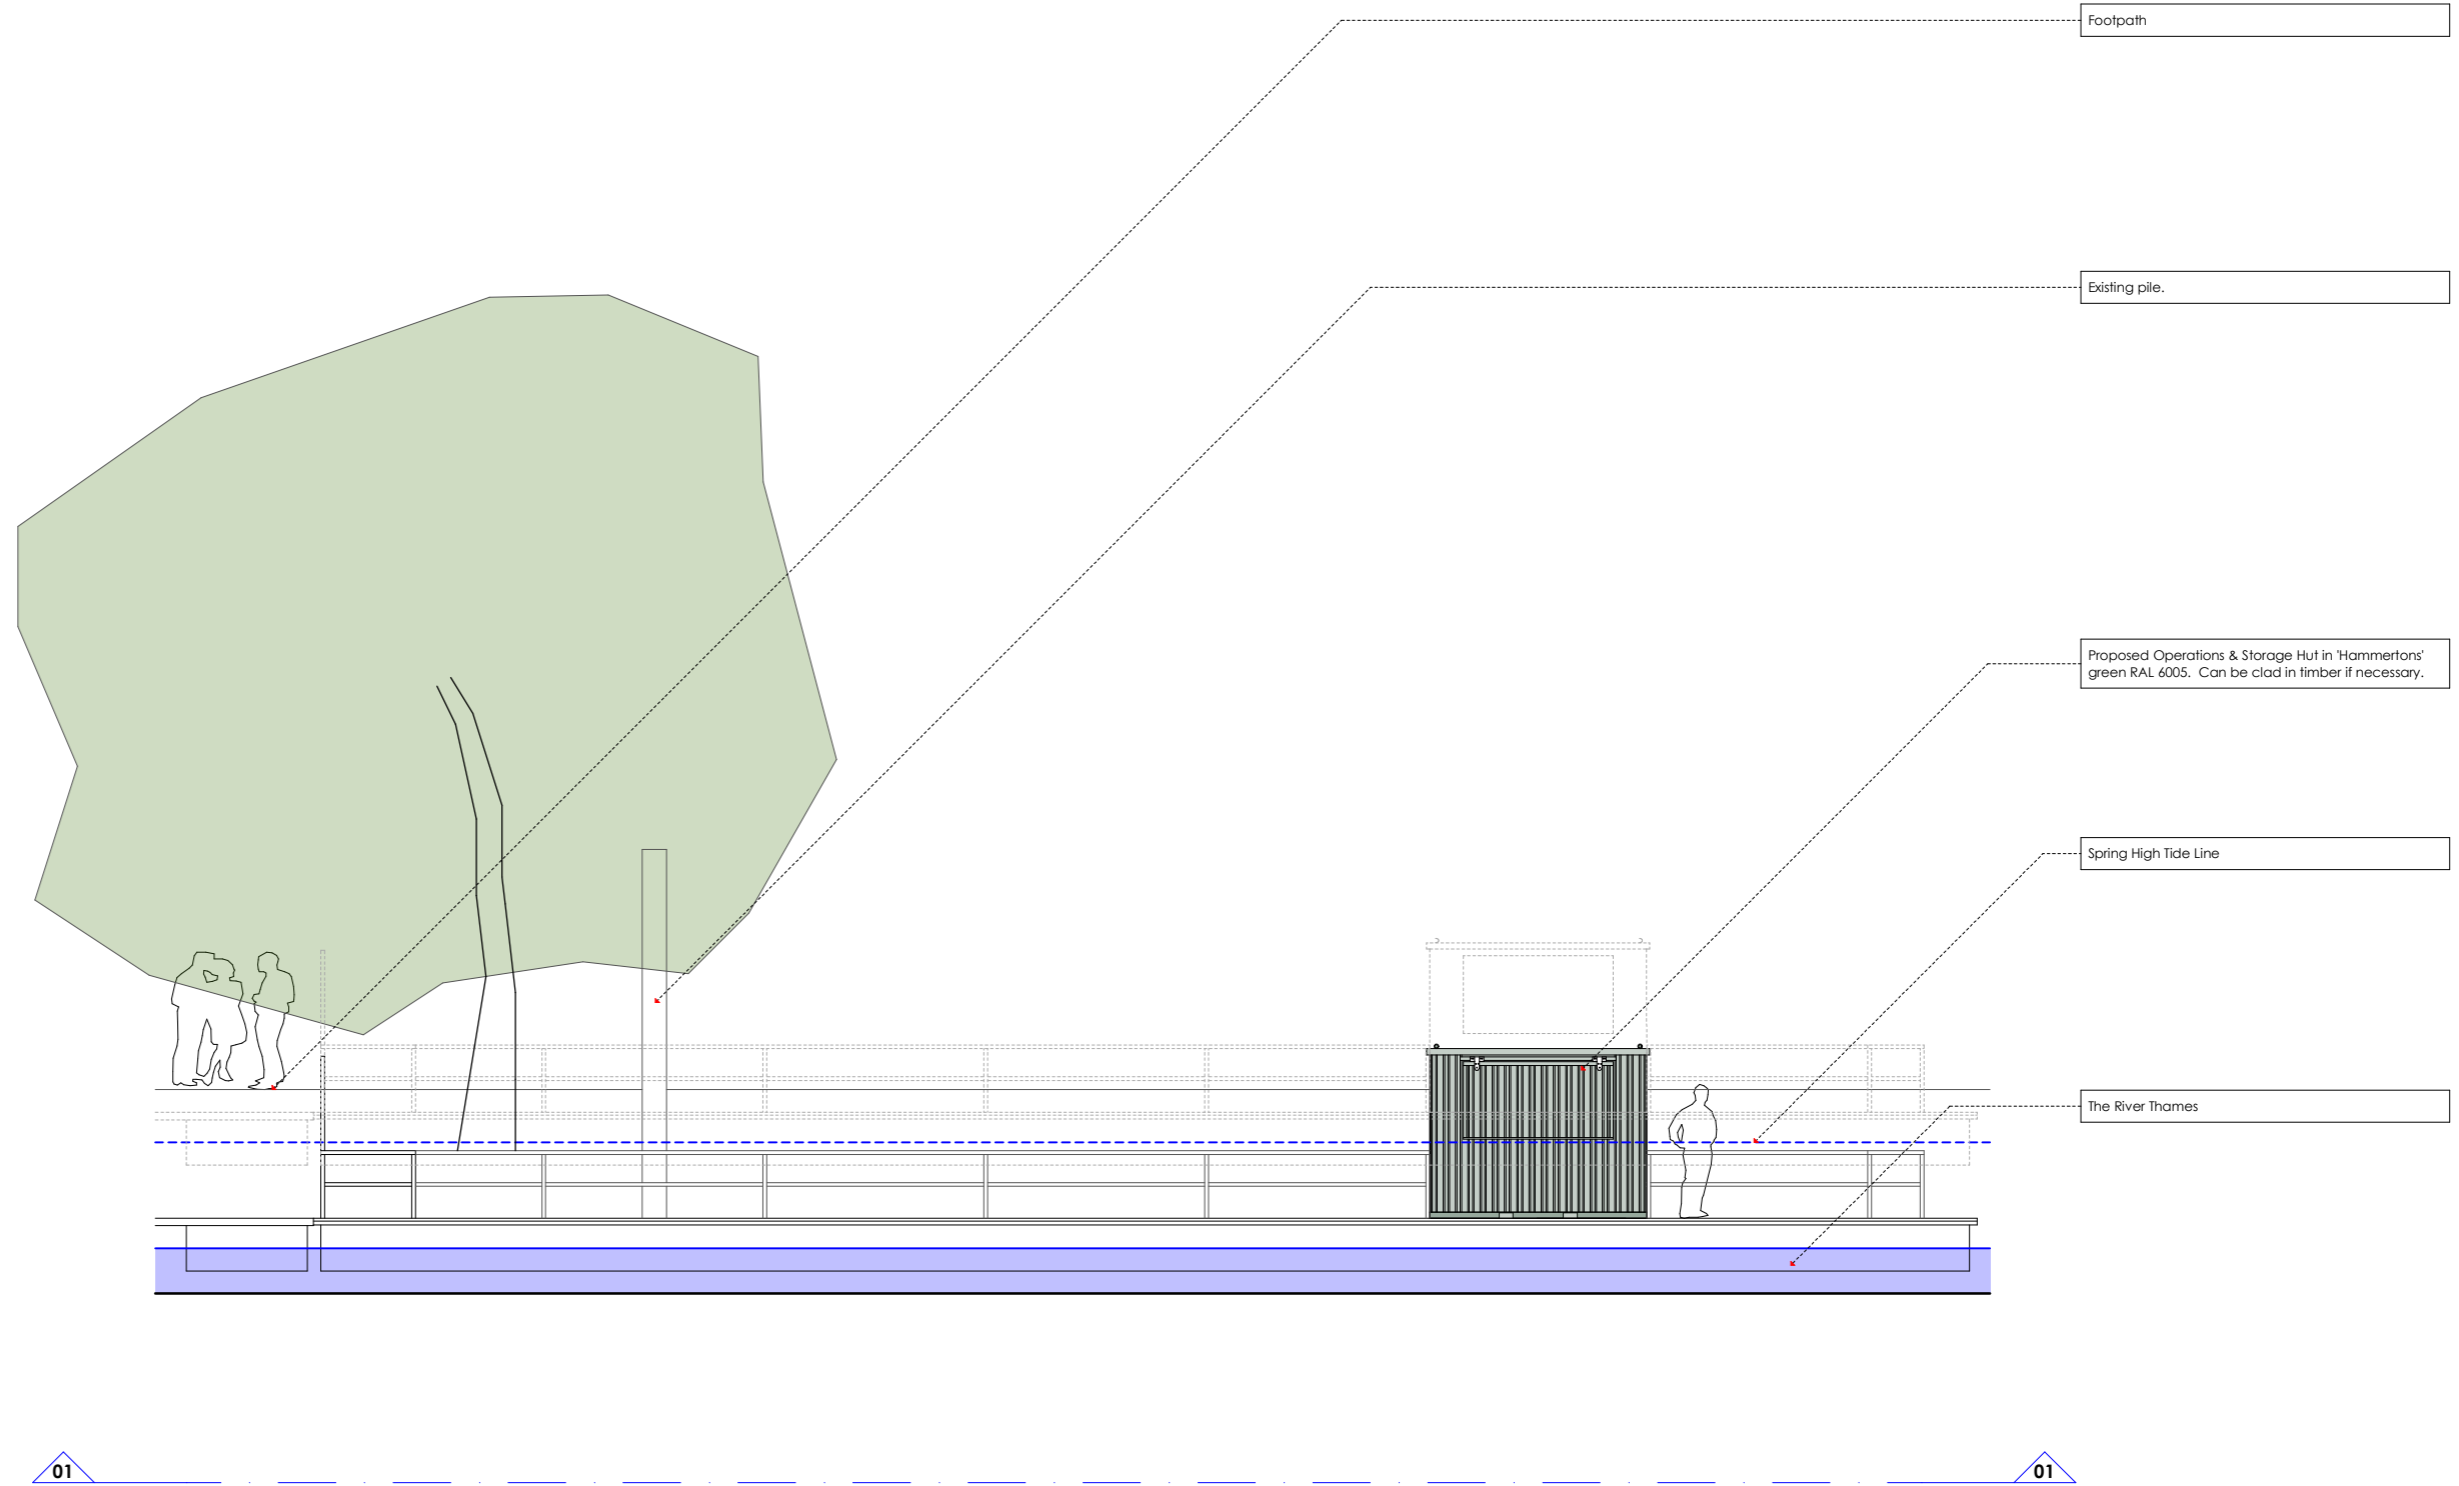 Footpath
Existing pile.
Proposed Operations & Storage Hut in 'Hammertons'
green RAL 6005.  Can be clad in timber if necessary.
Spring High Tide Line
The River Thames
01
01